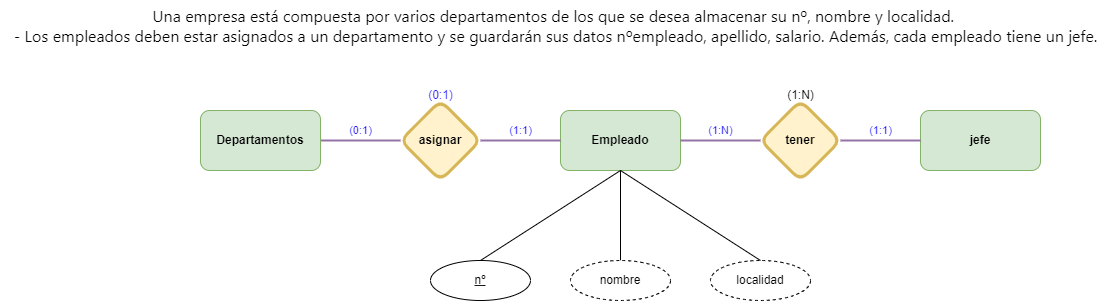 Una empresa está compuesta por varios departamentos de los que se desea almacenar su nº, nombre y localidad.
- Los empleados deben estar asignados a un departamento y se guardarán sus datos nºempleado, apellido, salario. Además, cada empleado tiene un jefe.
(0:1) (1:N)
Departamentos (0:1) asignar (1:1) Empleado (1:N) tener (1:1) jefe
nº nombre localidad